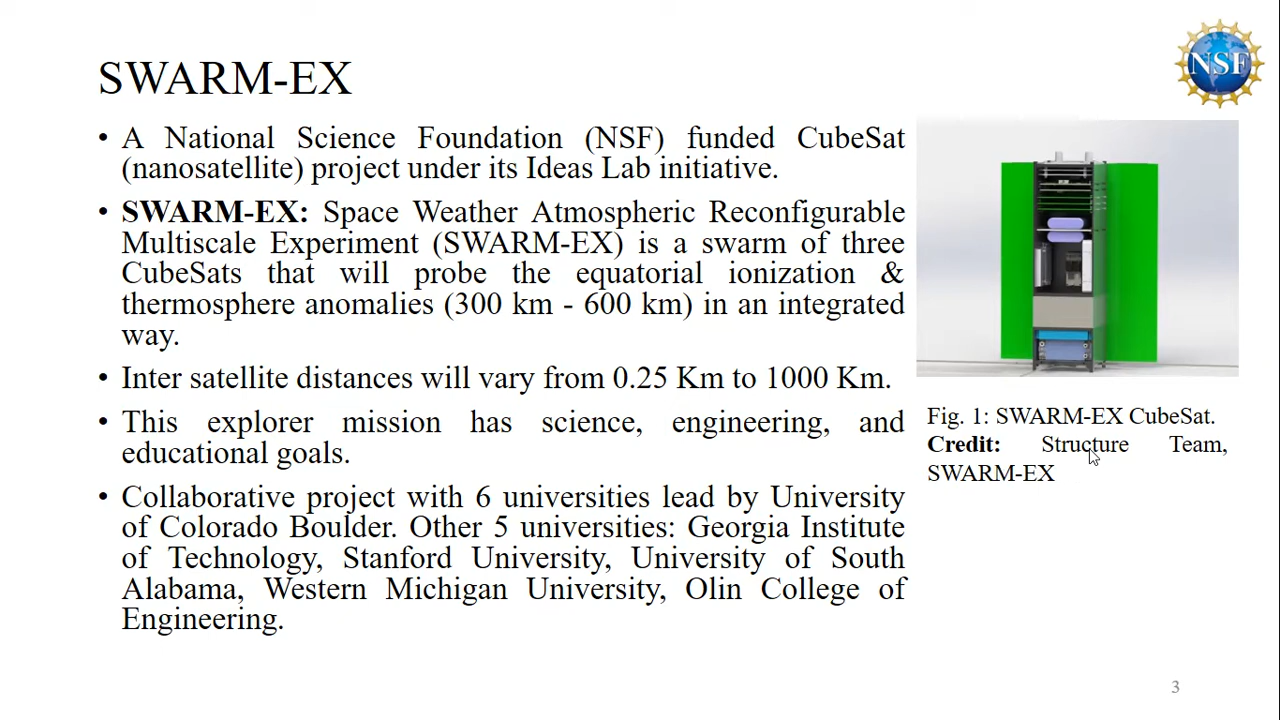 SWARM-EX
NSF
• A National Science Foundation (NSF) funded CubeSat
(nanosatellite) project under its Ideas Lab initiative.
• SWARM-EX: Space Weather Atmospheric Reconfigurable
Multiscale Experiment (SWARM-EX) is a swarm of three
CubeSats that will probe the equatorial ionization &
thermosphere anomalies (300 km - 600 km) in an integrated
way.
• Inter satellite distances will vary from 0.25 Km to 1000 Km.
• This explorer mission has science, engineering, and
educational goals.
• Collaborative project with 6 universities lead by University
of Colorado Boulder. Other 5 universities: Georgia Institute
of Technology, Stanford University, University of South
Alabama, Western Michigan University, Olin College of
Engineering.
Fig. 1: SWARM-EX CubeSat.
Credit: Structure Team,
SWARM-EX
3